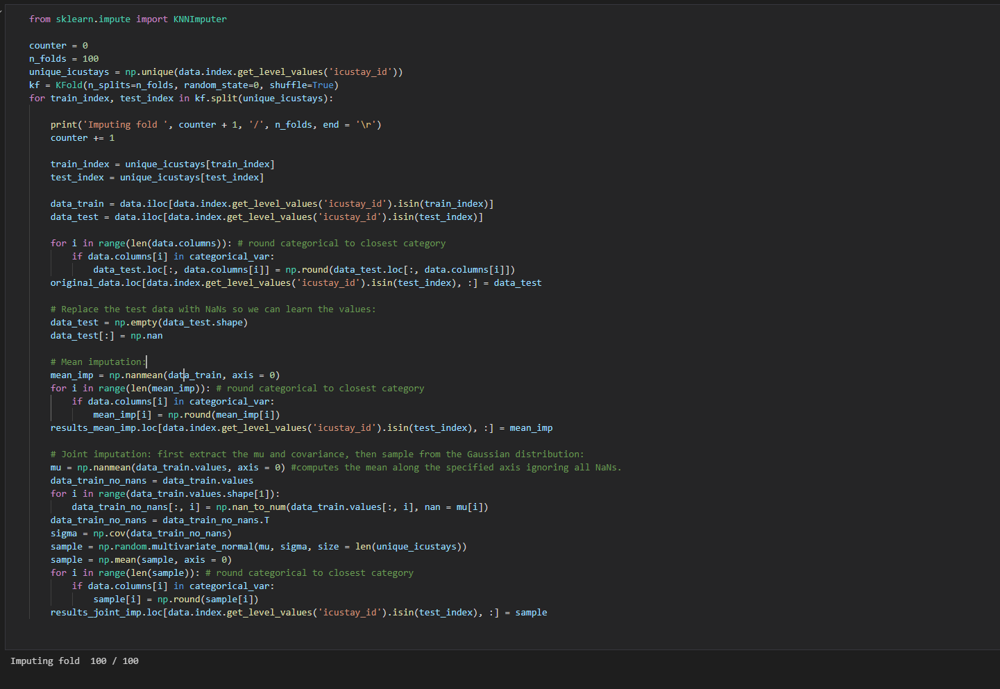 from sklearn.impute import KNNImputer
counter = 0
n_folds = 100
unique_icustays = np.unique(data.index.get_level_values('icustay_id'))
kf = KFold(n_splits=n_folds, random_state=0, shuffle=True)
for train_index, test_index in kf.split(unique_icustays):
print('Imputing fold ', counter + 1, '/', n_folds, end = '\r')
counter += 1
train_index = unique_icustays[train_index]
test_index = unique_icustays[test_index]
data_train = data.iloc[data.index.get_level_values('icustay_id').isin(train_index)]
data_test = data.iloc[data.index.get_level_values('icustay_id').isin(test_index)]
for i in range(len(data.columns)): # round categorical to closest category
if data.columns[i] in categorical_var:
data_test.loc[:, data.columns[i]] = np.round(data_test.loc[:, data.columns[i]])
original_data.loc[data.index.get_level_values('icustay_id').isin(test_index), :] = data_test
# Replace the test data with NaNs so we can learn the values:
data_test = np.empty(data_test.shape)
data_test[:] = np.nan
# Mean imputation:
mean_imp = np.nanmean(data_train, axis = 0)
for i in range(len(mean_imp)): # round categorical to closest category
if data.columns[i] in categorical_var:
mean_imp[i] = np.round(mean_imp[i])
results_mean_imp.loc[data.index.get_level_values('icustay_id').isin(test_index), :] = mean_imp
# Joint imputation: first extract the mu and covariance, then sample from the Gaussian distribution:
mu = np.nanmean(data_train.values, axis = 0) #computes the mean along the specified axis ignoring all NaNs.
data_train_no_nans = data_train.values
for i in range(data_train.values.shape[1]):
data_train_no_nans[:, i] = np.nan_to_num(data_train.values[:, i], nan = mu[i])
data_train_no_nans = data_train_no_nans.T
sigma = np.cov(data_train_no_nans)
sample = np.random.multivariate_normal(mu, sigma, size = len(unique_icustays))
sample = np.mean(sample, axis = 0)
for i in range(len(sample)): # round categorical to closest category
if data.columns[i] in categorical_var:
sample[i] = np.round(sample[i])
results_joint_imp.loc[data.index.get_level_values('icustay_id').isin(test_index), :] = sample
Imputing fold  100 / 100